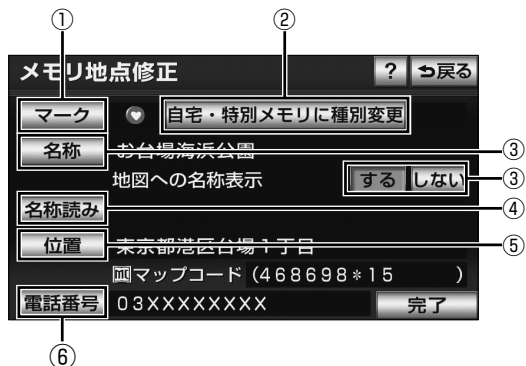 ① ②
メモリ地点修正 ? 戻る
マーク 自宅・特別メモリに種別変更
名称 お台場海浜公園 ③
地図への名称表示 する しない ③
名称読み ④
位置 東京都港区台場1丁目 ⑤
マップコード (468698*15 )
電話番号 03XXXXXXXX 完了
⑥